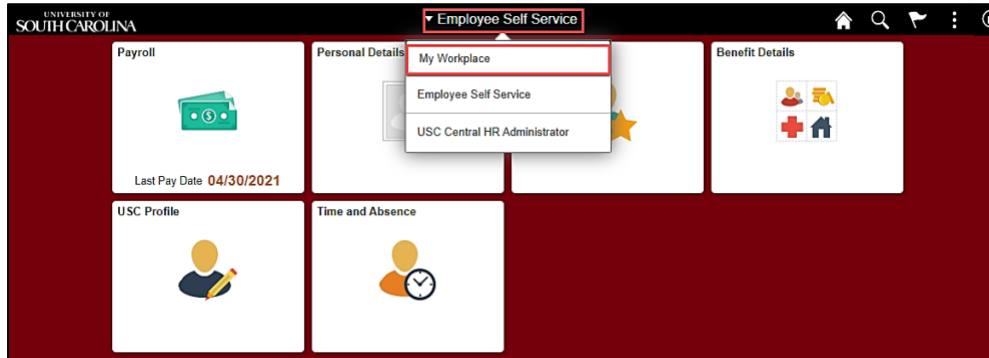 UNIVERSITY OF
SOUTH CAROLINA
Employee Self Service
Payroll
Last Pay Date 04/30/2021
Personal Details
My Workplace
Employee Self Service
USC Central HR Administrator
Benefit Details
USC Profile
Time and Absence